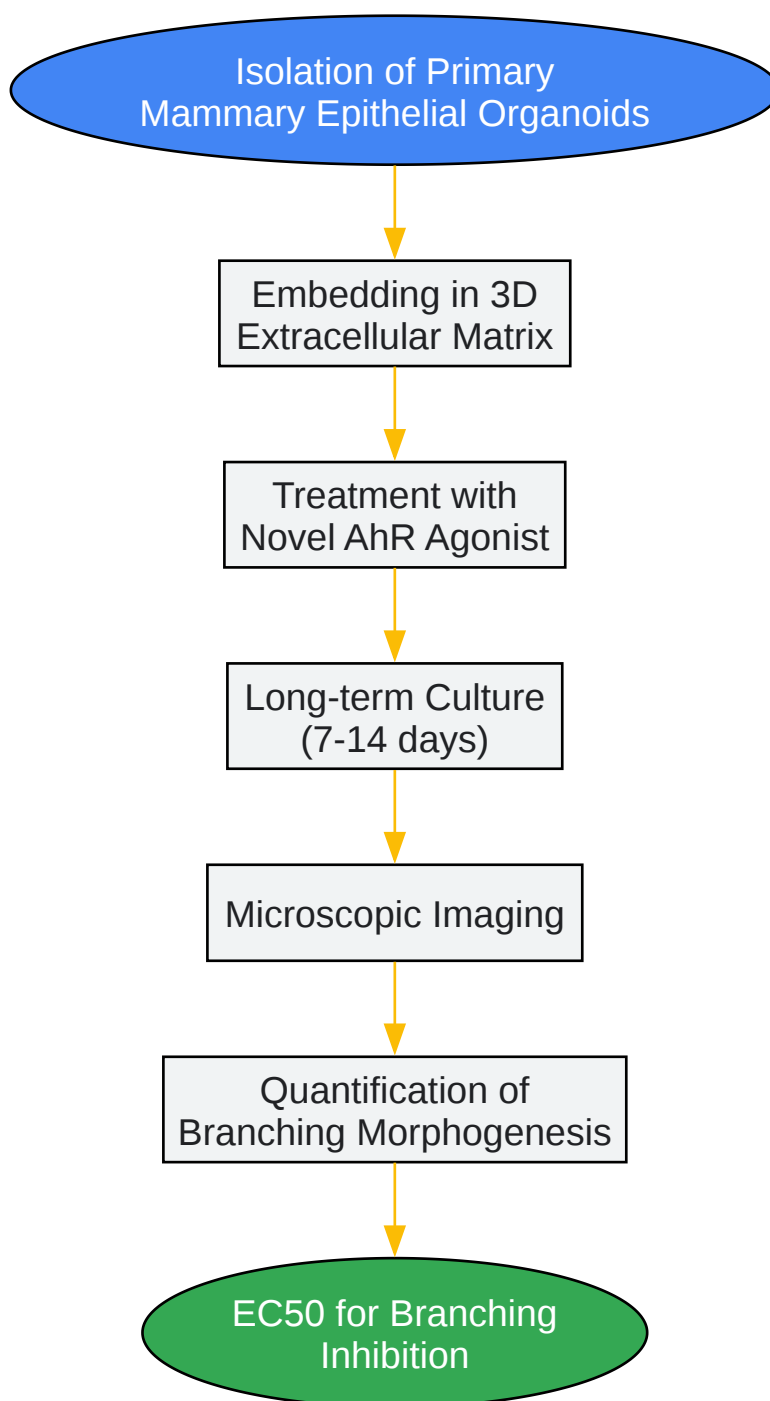 Isolation of Primary
Mammary Epithelial Organoids
Embedding in 3D
Extracellular Matrix
Treatment with
Novel AhR Agonist
Long-term Culture
(7-14 days)
Microscopic Imaging
Quantification of
Branching Morphogenesis
EC50 for Branching
Inhibition